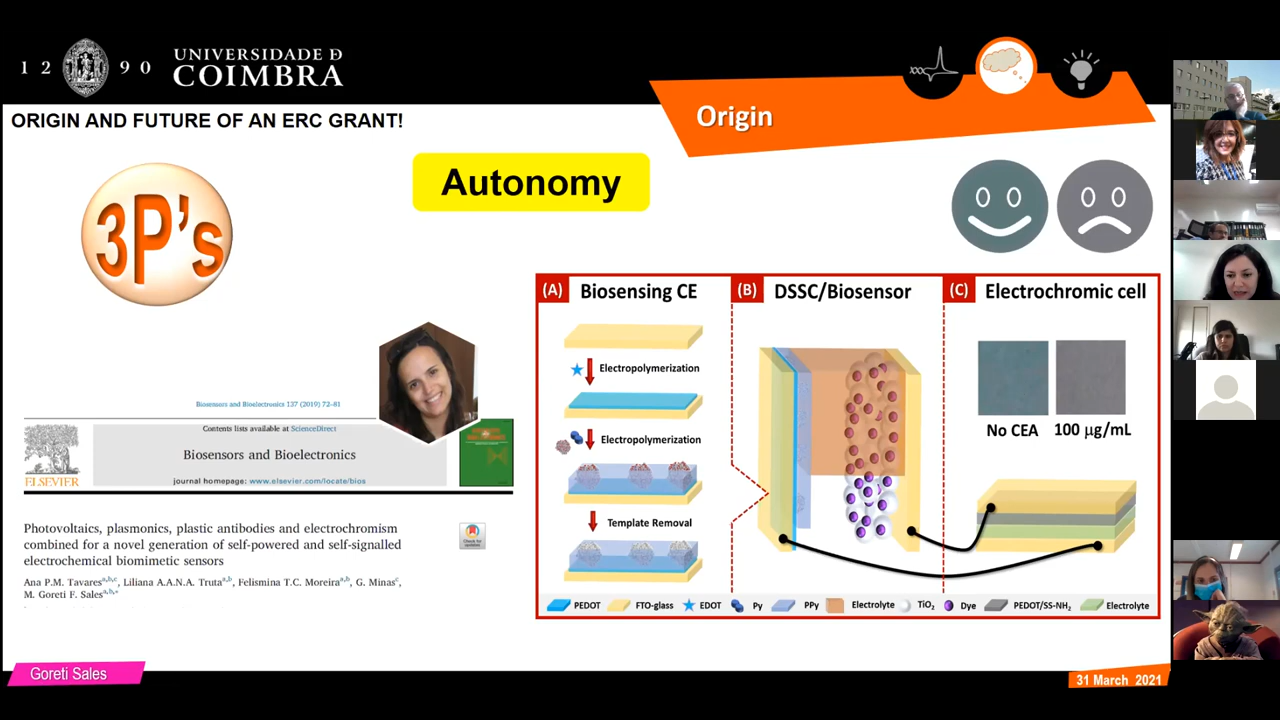 1 2 9 0
UNIVERSIDADE D
COIMBRA
ORIGIN AND FUTURE OF AN ERC GRANT!
Origin
3P's
Autonomy
Biosensors and Bioelectronics 137 (2019) 72–81
Contents lists available at ScienceDirect
Biosensors and Bioelectronics
journal homepage: www.elsevier.com/locate/bios
ELSEVIER
Check for
updates
Photovoltaics, plasmonics, plastic antibodies and electrochromism
combined for a novel generation of self-powered and self-signalled
electrochemical biomimetic sensors
Ana P.M. Tavares a,b,c, Liliana A.A.N.A. Truta a,b, Felismina T.C. Moreira a,b, G. Minas c,
M. Goreti F. Sales a,b,*
(A) Biosensing CE
Electropolymerization
Electropolymerization
Template Removal
(B) DSSC/Biosensor
(C) Electrochromic cell
No CEA 100 µg/mL
PEDOT FTO-glass EDOT Py PPy Electrolyte TiO2 Dye PEDOT/SS-NH2 Electrolyte
Goreti Sales
31 March 2021